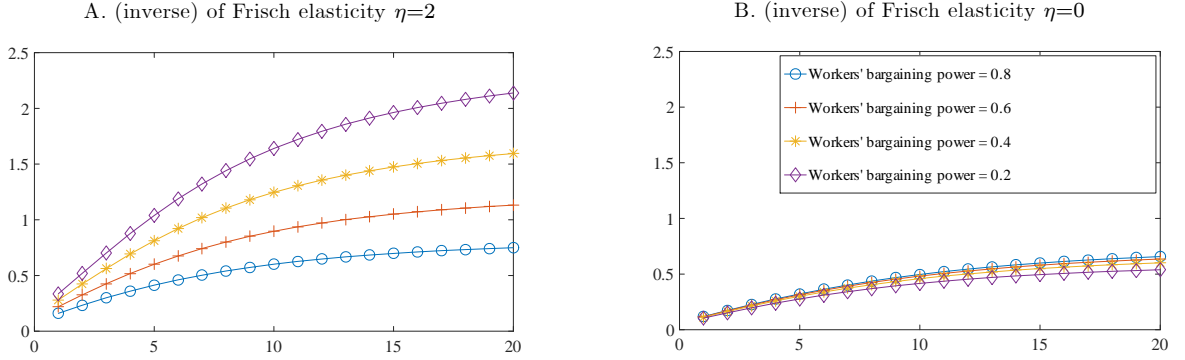 A. (inverse) of Frisch elasticity η=2
2.5
2
1.5
1
0.5
0
0 5 10 15 20
B. (inverse) of Frisch elasticity η=0
2.5
2
1.5
1
0.5
0
0 5 10 15 20
Workers' bargaining power = 0.8
Workers' bargaining power = 0.6
Workers' bargaining power = 0.4
Workers' bargaining power = 0.2